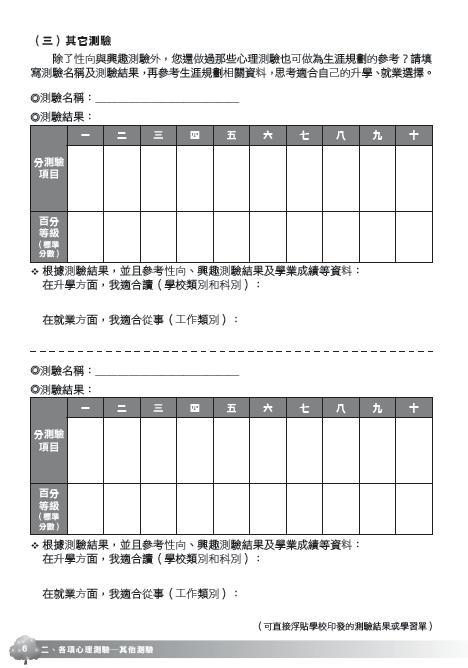 （三）其它測驗
除了性向與興趣測驗外，您還做過那些心理測驗也可做為生涯規劃的參考？請填
寫測驗名稱及測驗結果，再參考生涯規劃相關資料，思考適合自己的升學、就業選擇。
◎測驗名稱：__________________________
◎測驗結果：
一 二 三 四 五 六 七 八 九 十
分測驗
項目
百分
等級
（標準
分數）
❖ 根據測驗結果，並且參考性向、興趣測驗結果及學業成績等資料：
在升學方面，我適合讀（學校類別和科別）：
在就業方面，我適合從事（工作類別）：
◎測驗名稱：__________________________
◎測驗結果：
一 二 三 四 五 六 七 八 九 十
分測驗
項目
百分
等級
（標準
分數）
❖ 根據測驗結果，並且參考性向、興趣測驗結果及學業成績等資料：
在升學方面，我適合讀（學校類別和科別）：
在就業方面，我適合從事（工作類別）：
（可直接浮貼學校印發的測驗結果或學習單）
6 二、各項心理測驗─其他測驗